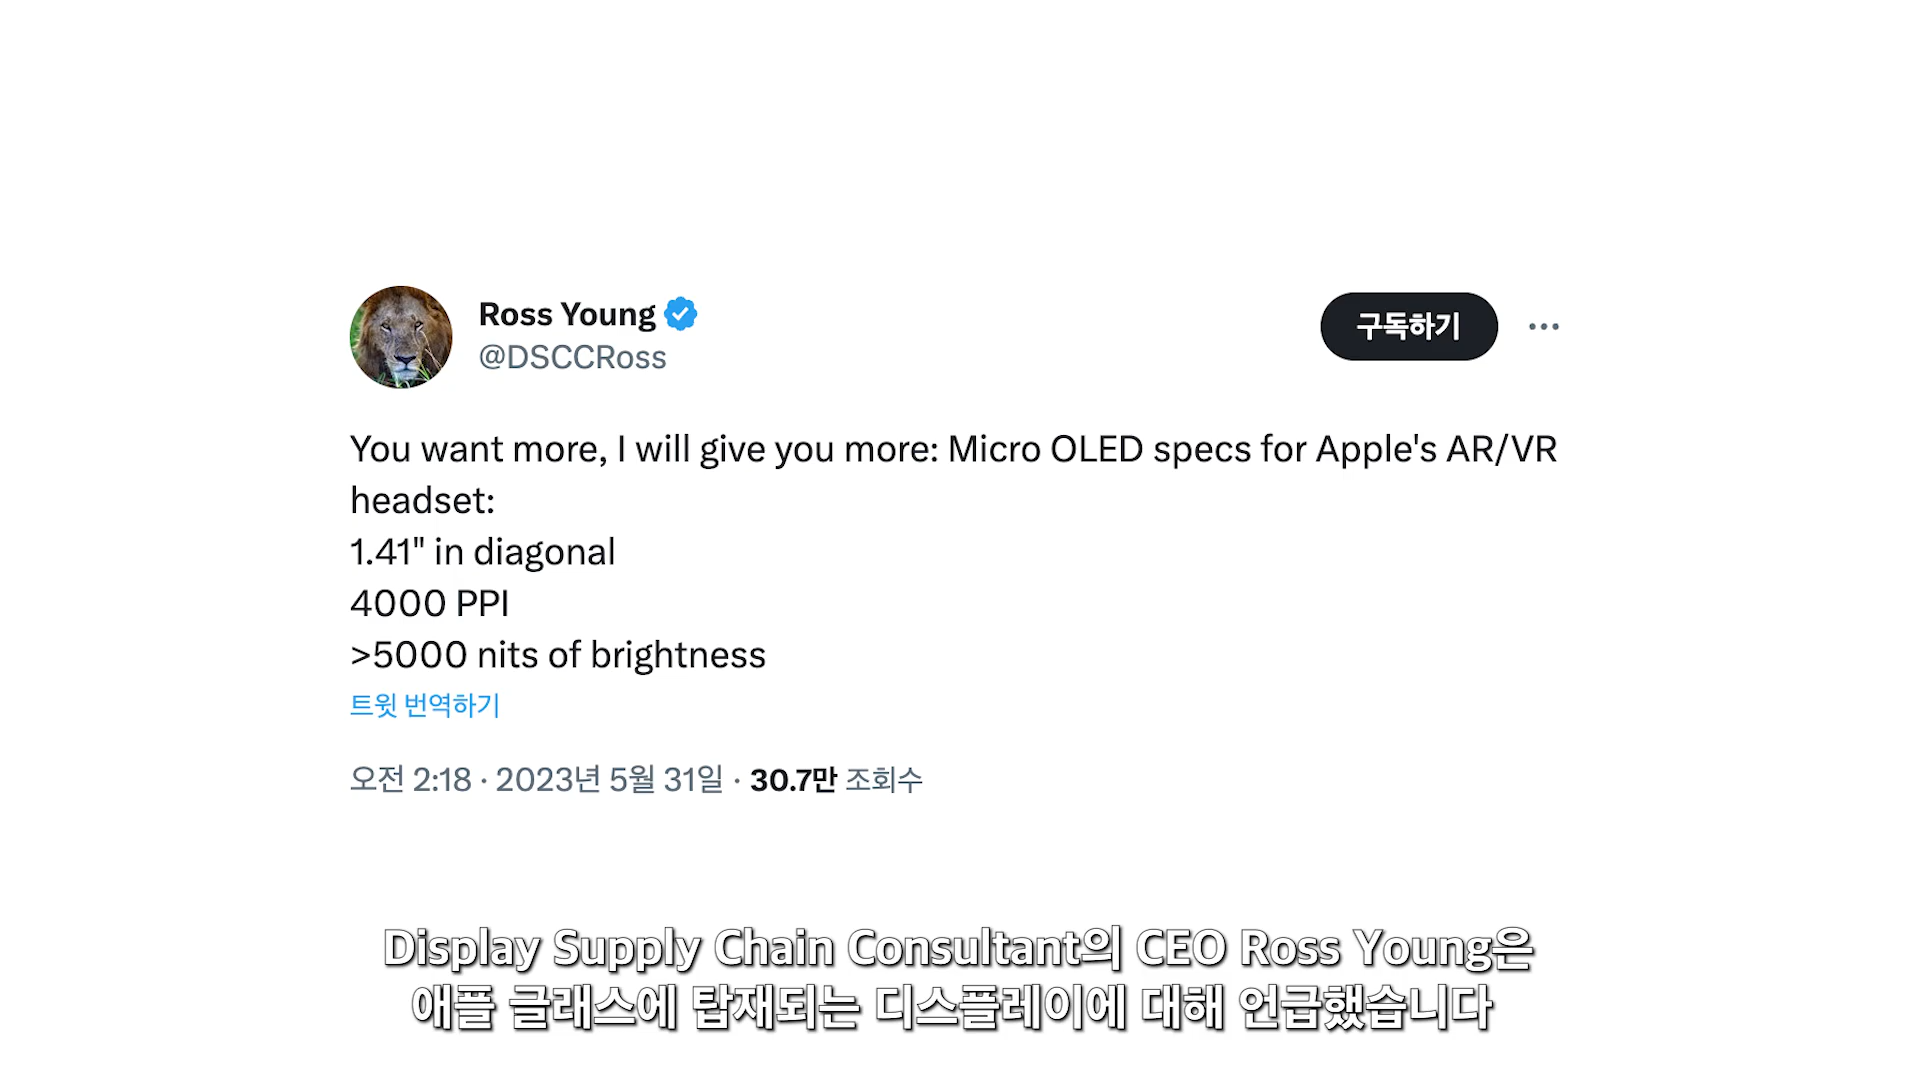 Ross Young
@DSCCRoss
구독하기
You want more, I will give you more: Micro OLED specs for Apple's AR/VR
headset:
1.41" in diagonal
4000 PPI
>5000 nits of brightness
트윗 번역하기
오전 2:18 · 2023년 5월 31일 · 30.7만 조회수
Display Supply Chain Consultant의 CEO Ross Young은
애플 글래스에 탑재되는 디스플레이에 대해 언급했습니다